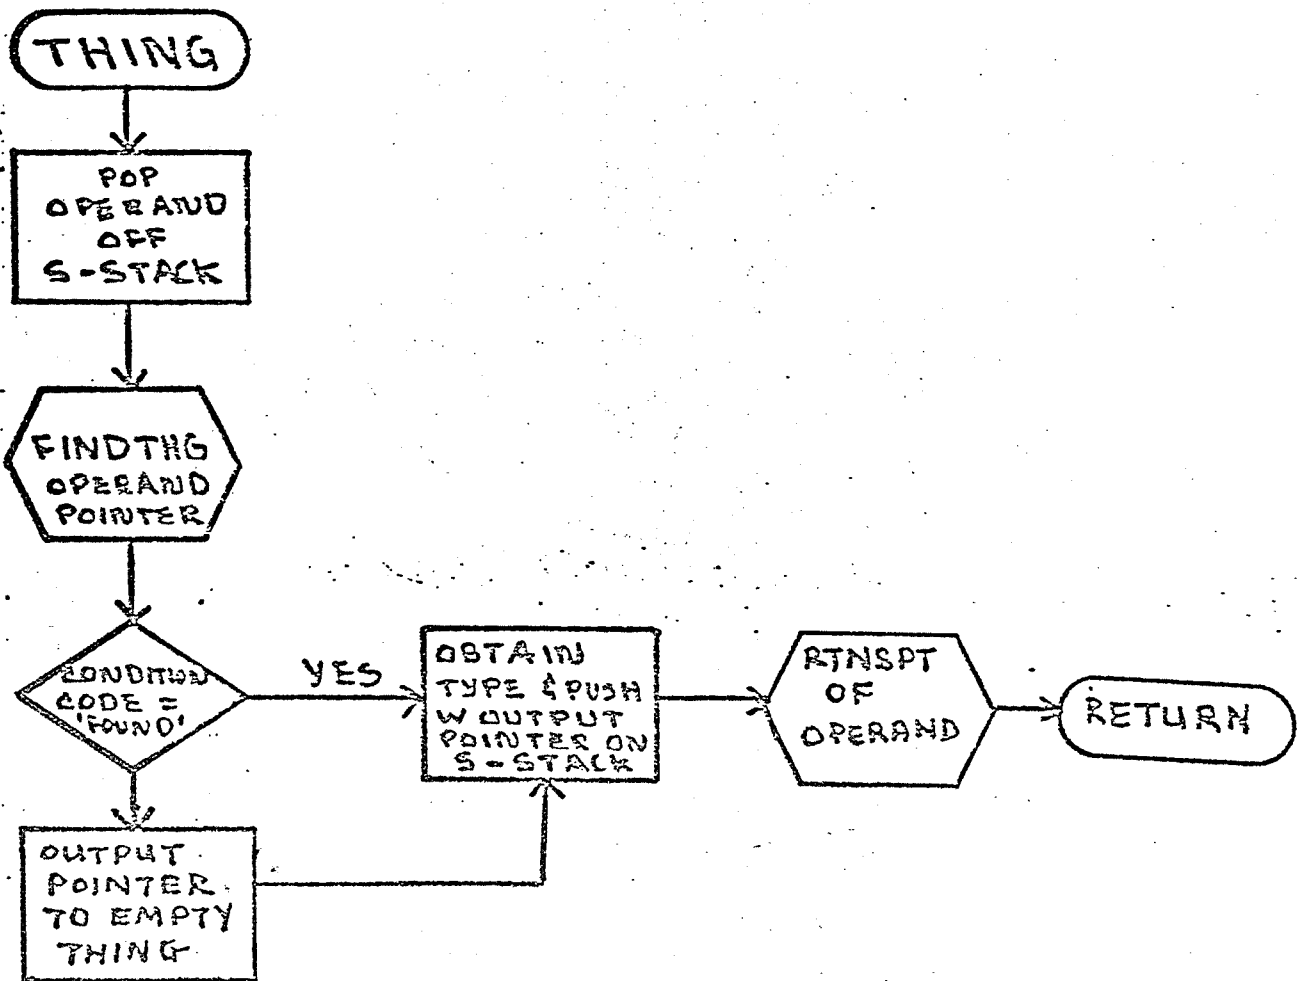 THING
POP
OPERAND
OFF
S-STACK
FINDTHG
OPERAND
POINTER
CONDITION
CODE =
'FOUND'
YES
OBTAIN
TYPE & PUSH
W OUTPUT
POINTER ON
S-STACK
RTNSPT
OF
OPERAND
RETURN
OUTPUT
POINTER
TO EMPTY
THING